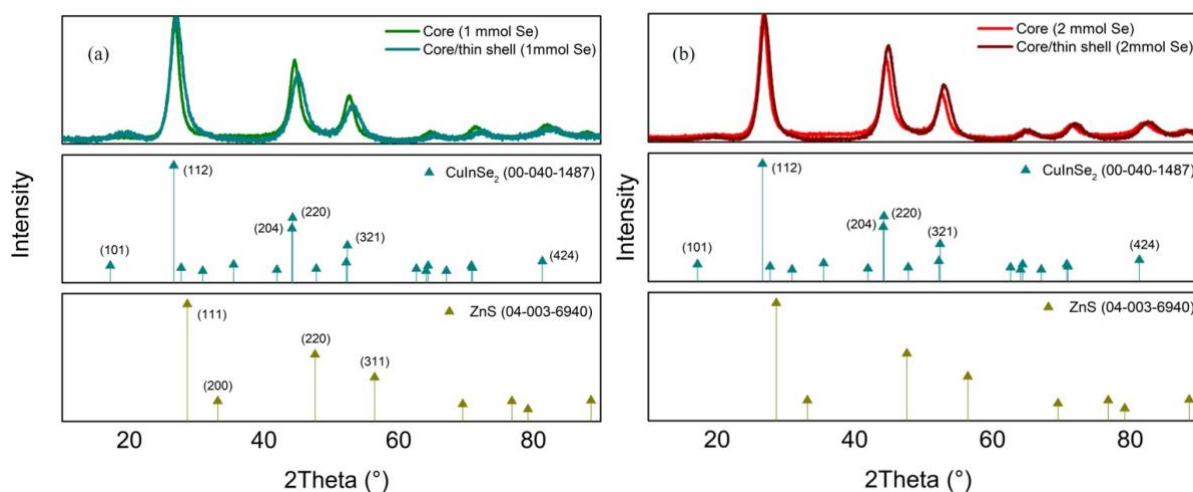 (a)
Core (1 mmol Se)
Core/thin shell (1mmol Se)
CuInSe₂ (00-040-1487)
(112)
(220)
(204)
(321)
(101)
(424)
ZnS (04-003-6940)
(111)
(220)
(311)
(200)
Intensity
20
40
60
80
2Theta (°)
(b)
Core (2 mmol Se)
Core/thin shell (2mmol Se)
CuInSe₂ (00-040-1487)
(112)
(220)
(204)
(321)
(101)
(424)
ZnS (04-003-6940)
Intensity
20
40
60
80
2Theta (°)